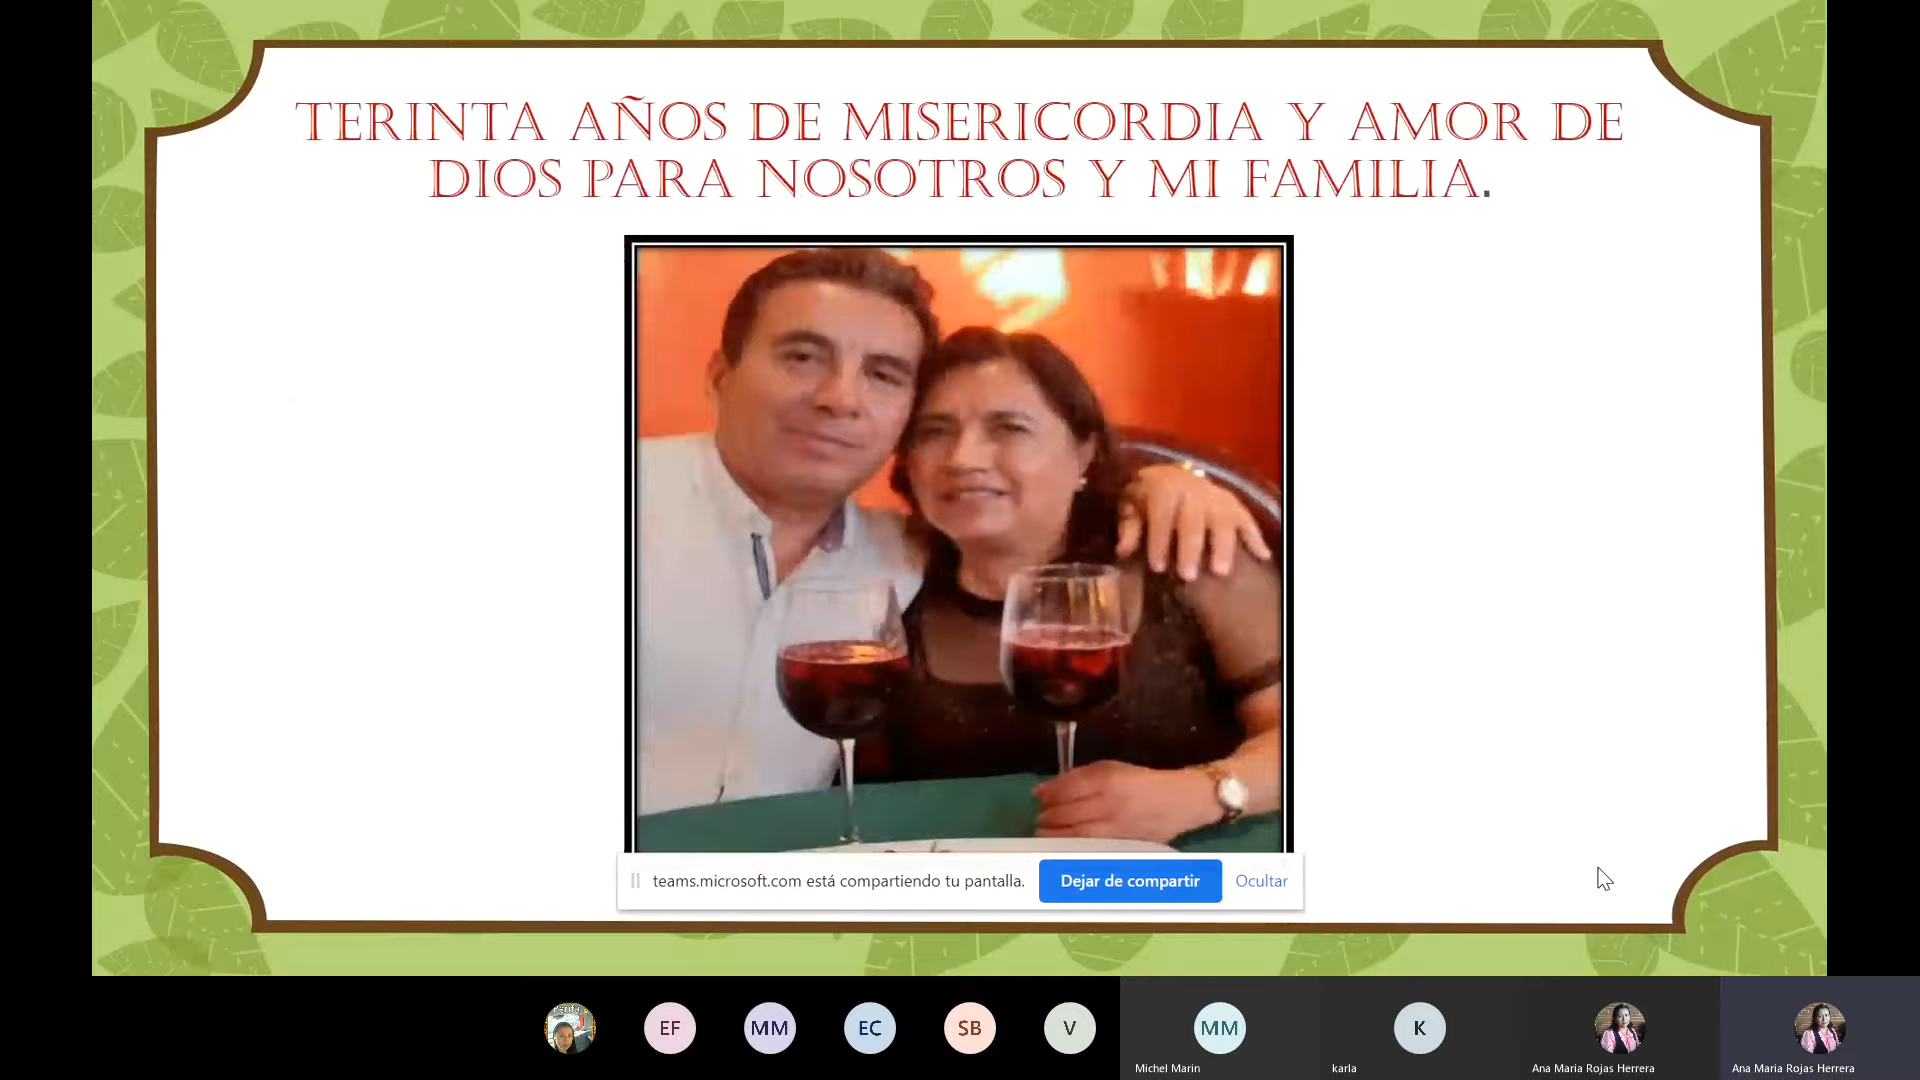 TERINTA AÑOS DE MISERICORDIA Y AMOR DE
DIOS PARA NOSOTROS Y MI FAMILIA.
teams.microsoft.com está compartiendo tu pantalla.
Dejar de compartir
Ocultar
EF
MM
EC
SB
V
MM
K
Michel Marin
karla
Ana Maria Rojas Herrera
Ana Maria Rojas Herrera